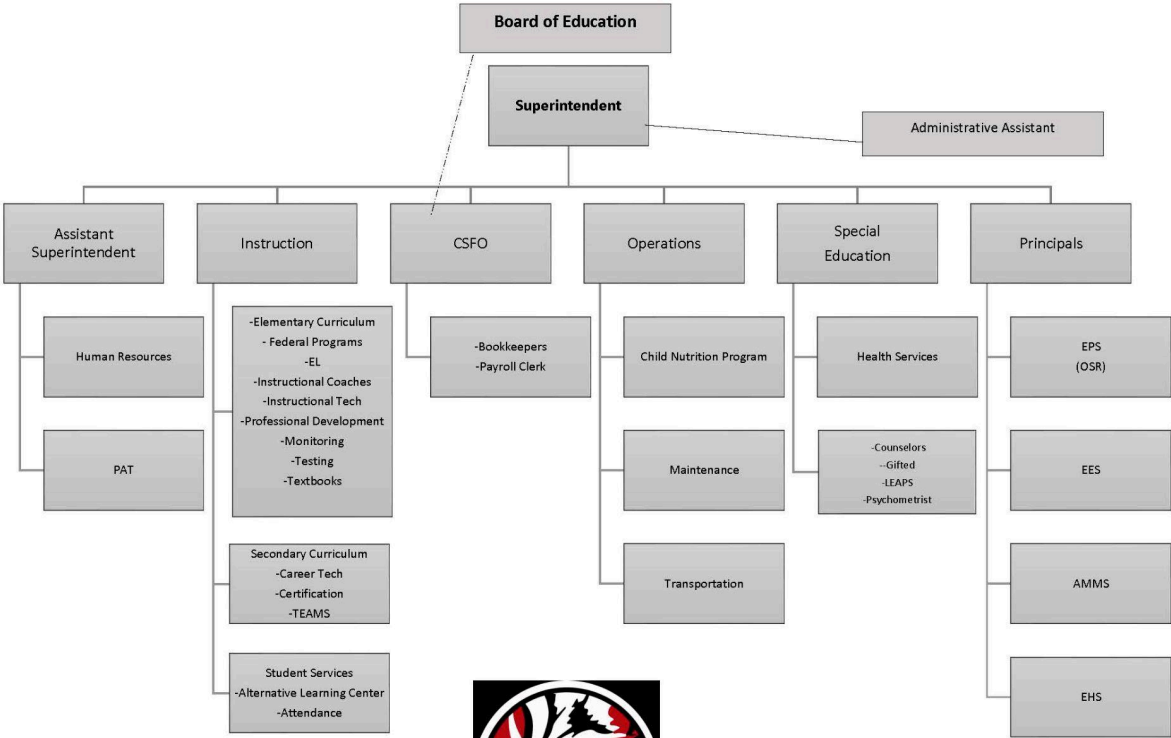 Board of Education
Superintendent
Administrative Assistant
Assistant
Superintendent
Instruction
CSFO
Operations
Special
Education
Principals
Human Resources
PAT
-Elementary Curriculum
- Federal Programs
-EL
-Instructional Coaches
-Instructional Tech
-Professional Development
-Monitoring
-Testing
-Textbooks
Secondary Curriculum
-Career Tech
-Certification
-TEAMS
Student Services
-Alternative Learning Center
-Attendance
-Bookkeepers
-Payroll Clerk
Child Nutrition Program
Maintenance
Transportation
Health Services
-Counselors
--Gifted
-LEAPS
-Psychometrist
EPS
(OSR)
EES
AMMS
EHS